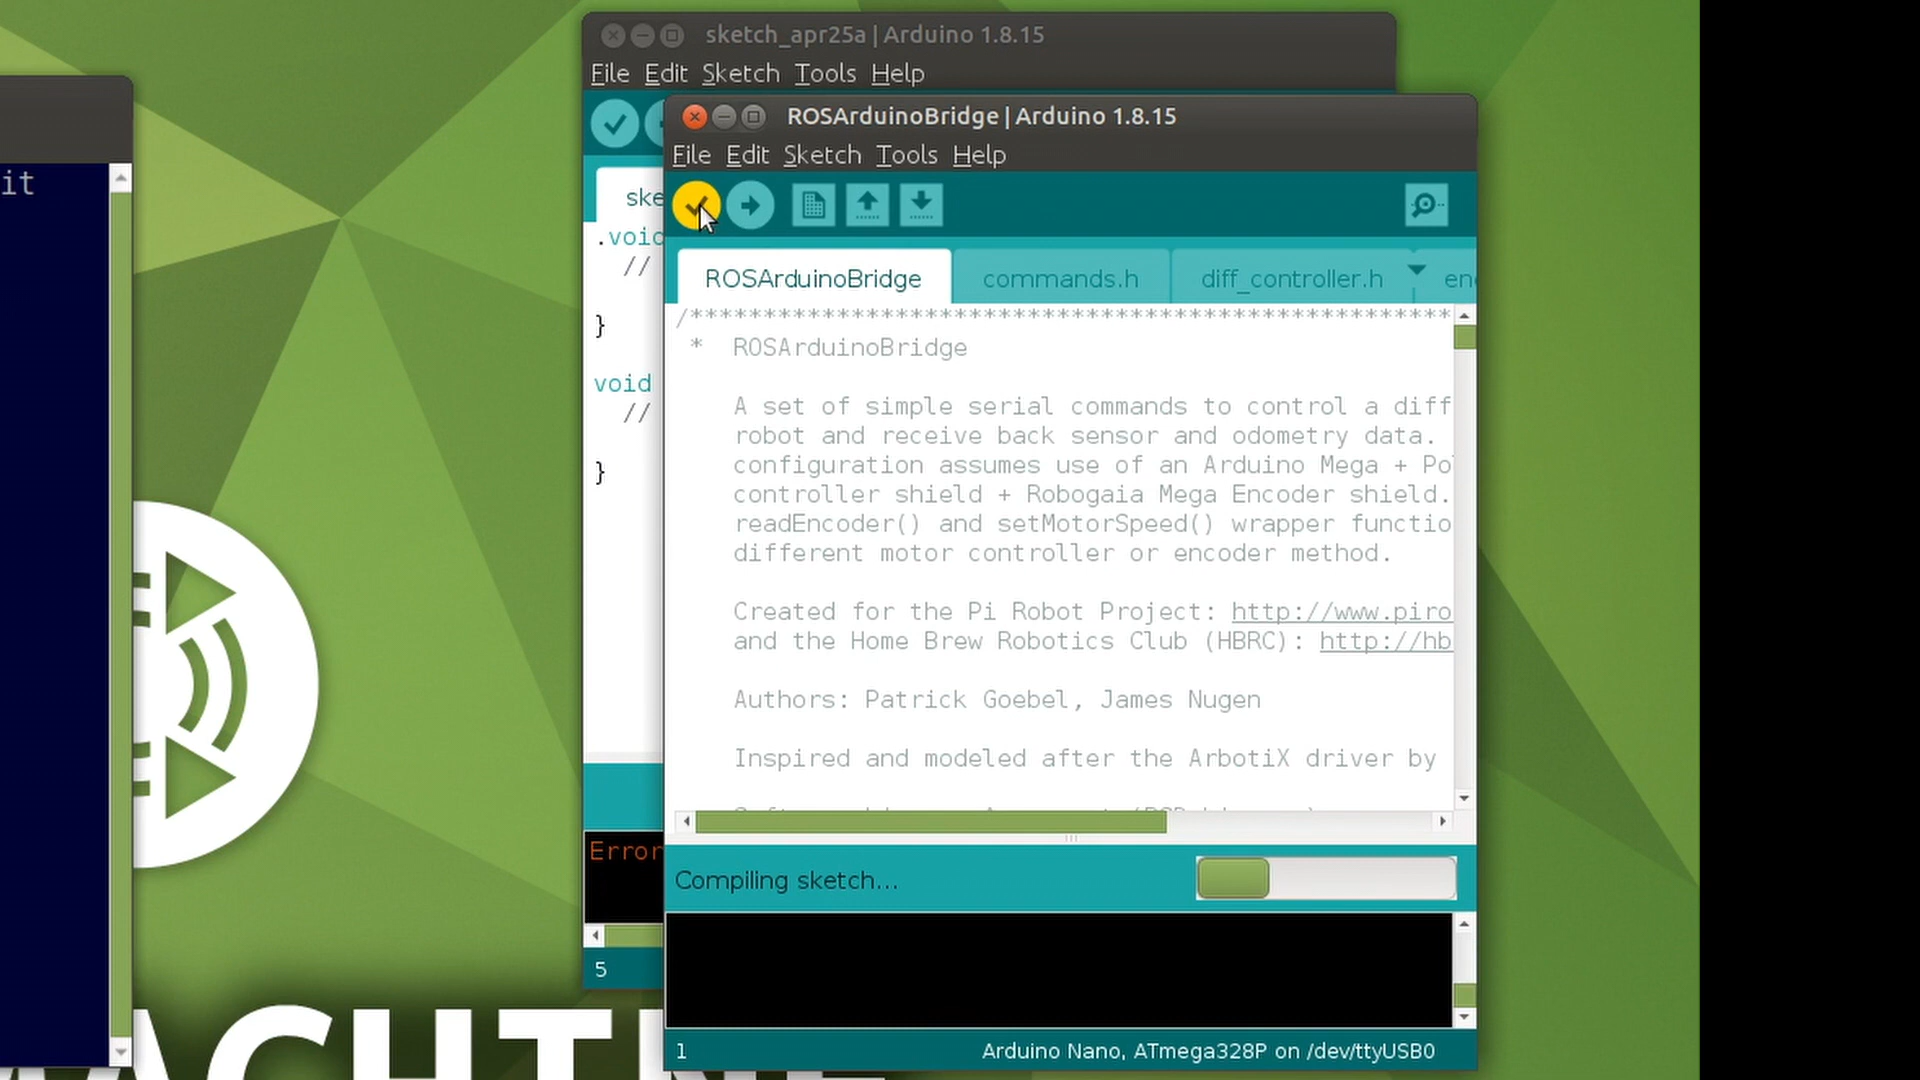 it
sketch_apr25a | Arduino 1.8.15
File Edit Sketch Tools Help
ske
.void
//
}
void
//
}
Error
5
ROSArduinoBridge | Arduino 1.8.15
File Edit Sketch Tools Help
ROSArduinoBridge commands.h diff_controller.h en
/****************************************************
* ROSArduinoBridge
A set of simple serial commands to control a diff
robot and receive back sensor and odometry data.
configuration assumes use of an Arduino Mega + Po
controller shield + Robogaia Mega Encoder shield.
readEncoder() and setMotorSpeed() wrapper functio
different motor controller or encoder method.
Created for the Pi Robot Project: http://www.piro
and the Home Brew Robotics Club (HBRC): http://hb
Authors: Patrick Goebel, James Nugen
Inspired and modeled after the ArbotiX driver by
Compiling sketch...
1 Arduino Nano, ATmega328P on /dev/ttyUSB0